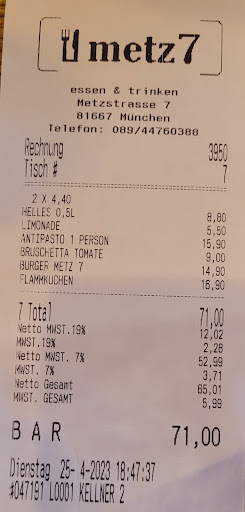 metz7
essen & trinken
Metzstrasse 7
81667 München
Telefon: 089/44760388
Rechnung 3950
Tisch # 7
2 X 4,40
HELLES 0,5L 8,80
LIMONADE 5,50
ANTIPASTO 1 PERSON 15,90
BRUSCHETTA TOMATE 9,00
BURGER METZ 7 14,90
FLAMMKUCHEN 16,90
7 Total 71,00
Netto MWST.19% 12,02
MWST.19% 2,28
Netto MWST. 7% 52,99
MWST. 7% 3,71
Netto Gesamt 65,01
MWST. GESAMT 5,99
BAR 71,00
Dienstag 25- 4-2023 18:47:37
#047191 L0001 KELLNER 2